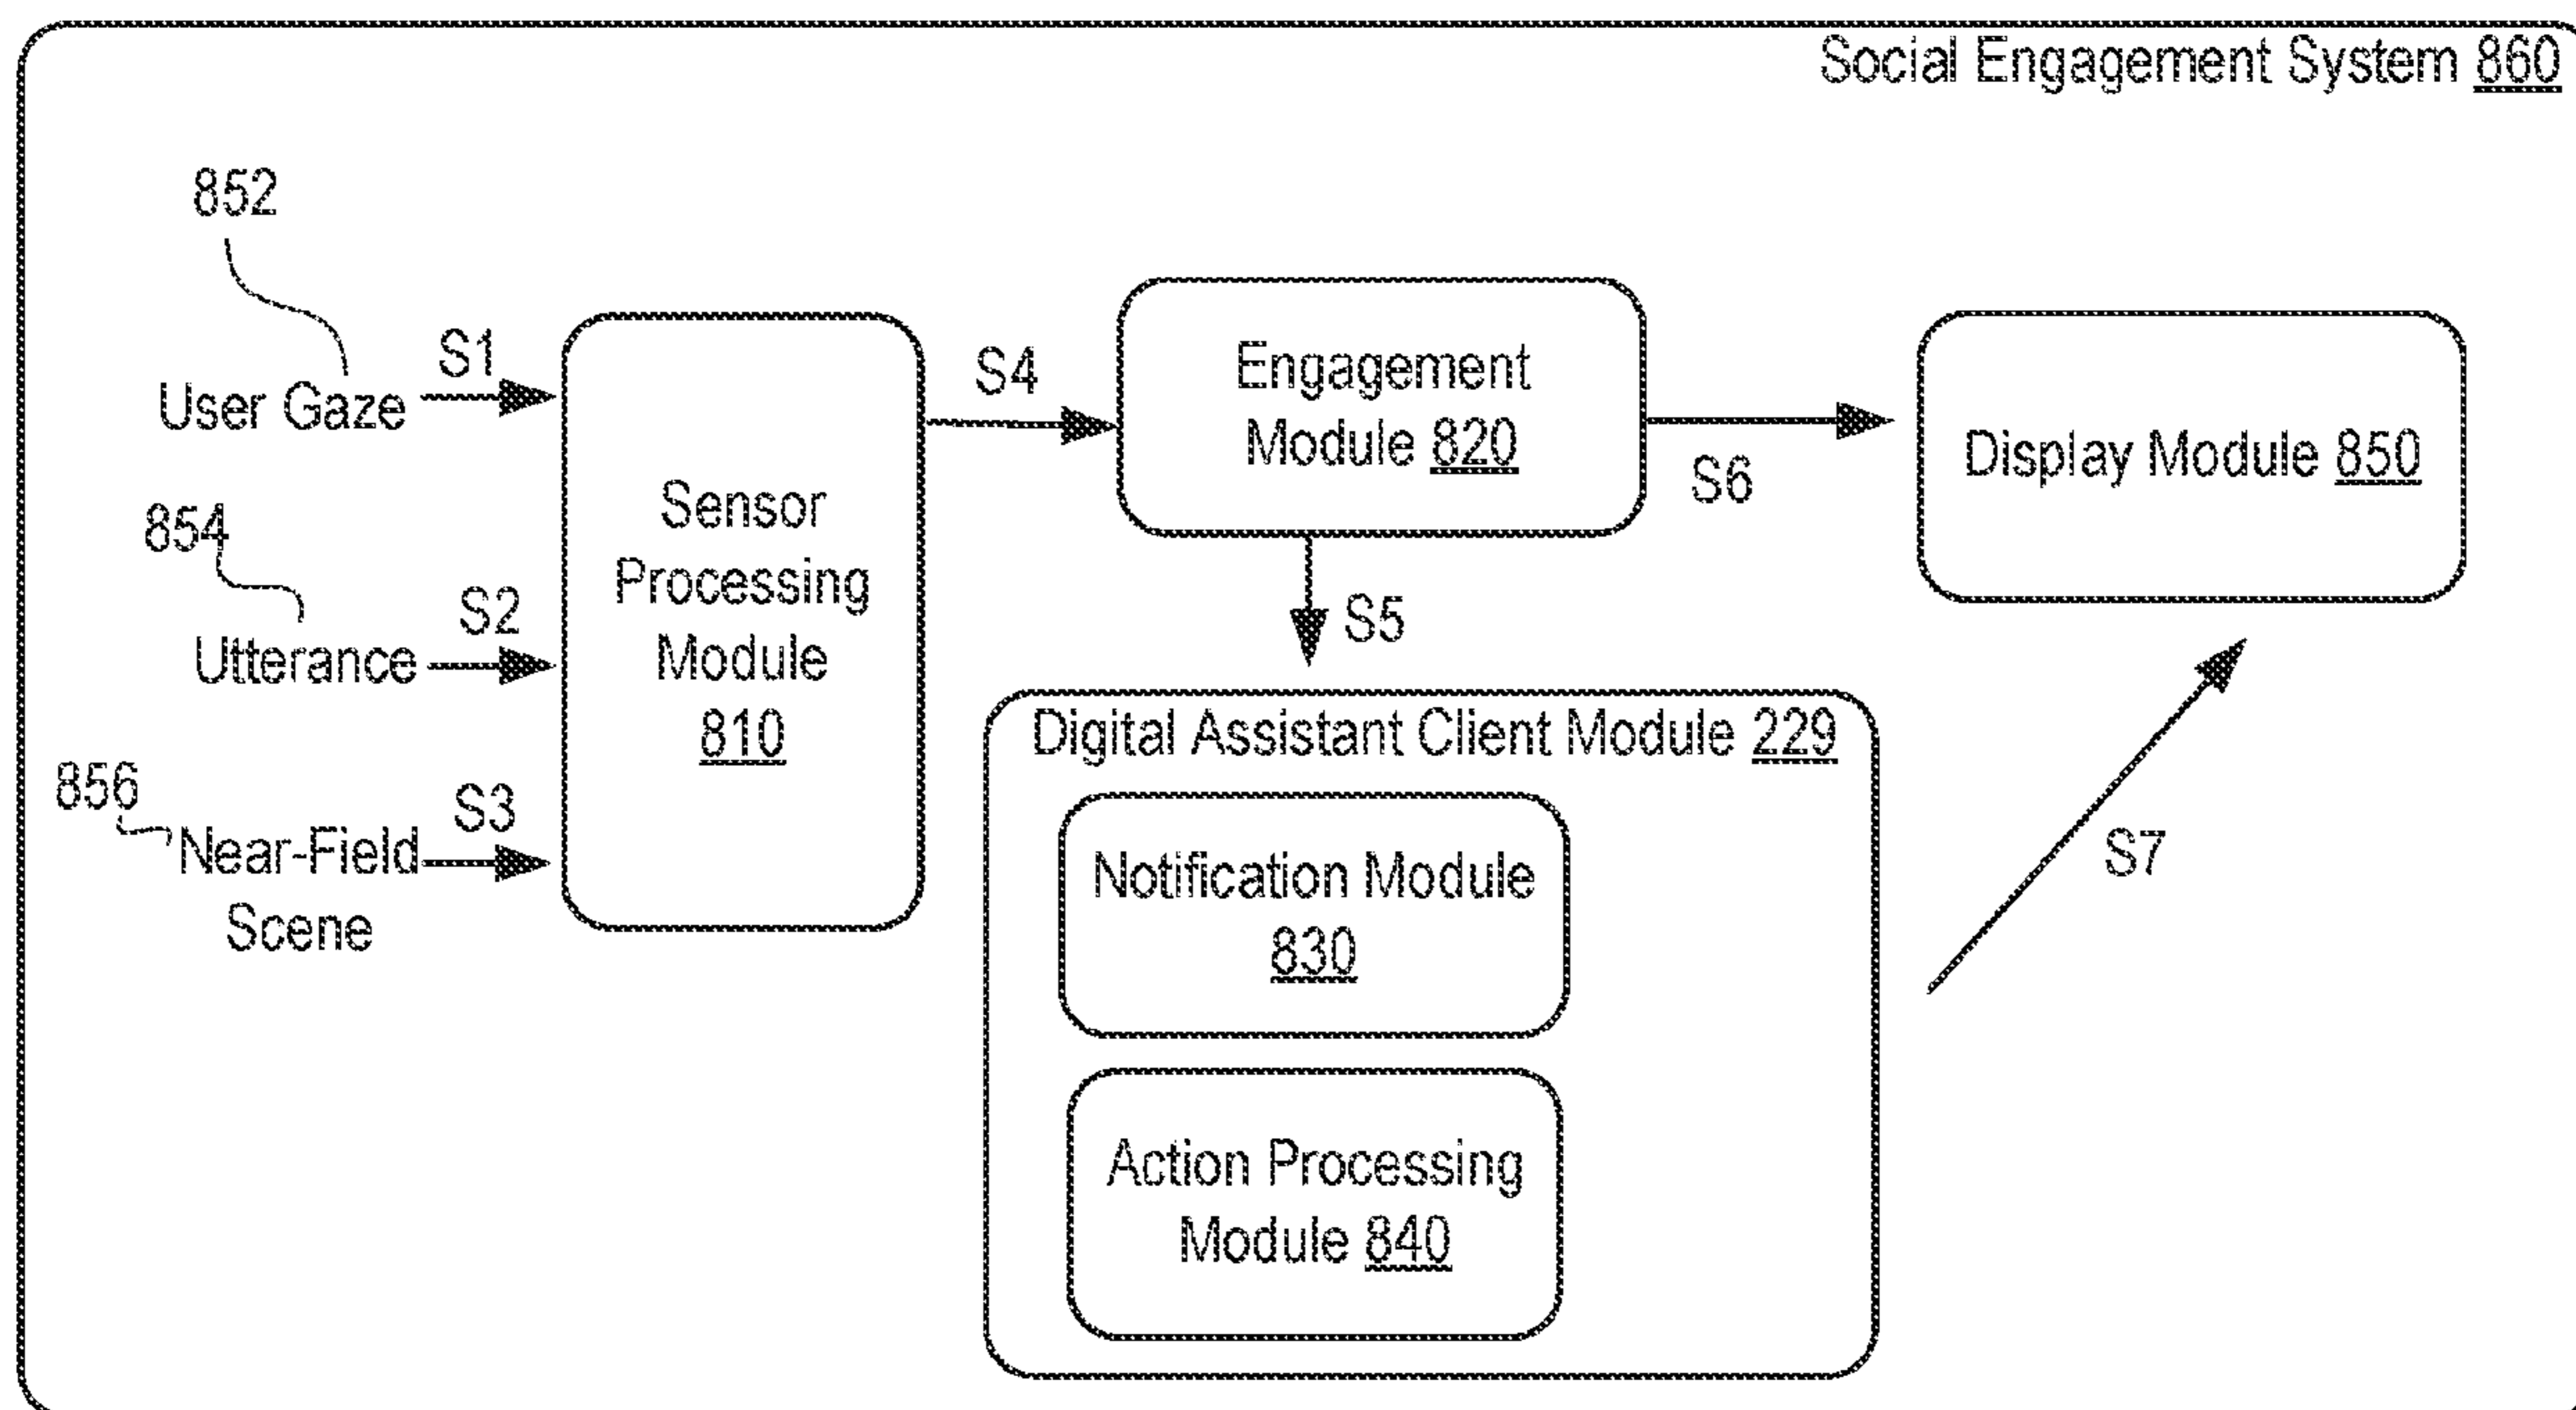 Social Engagement System 860
852
User Gaze
S1
854
Utterance
S2
856
Near-Field
Scene
S3
Sensor
Processing
Module
810
S4
Engagement
Module 820
S5
S6
Display Module 850
Digital Assistant Client Module 229
Notification Module
830
Action Processing
Module 840
S7